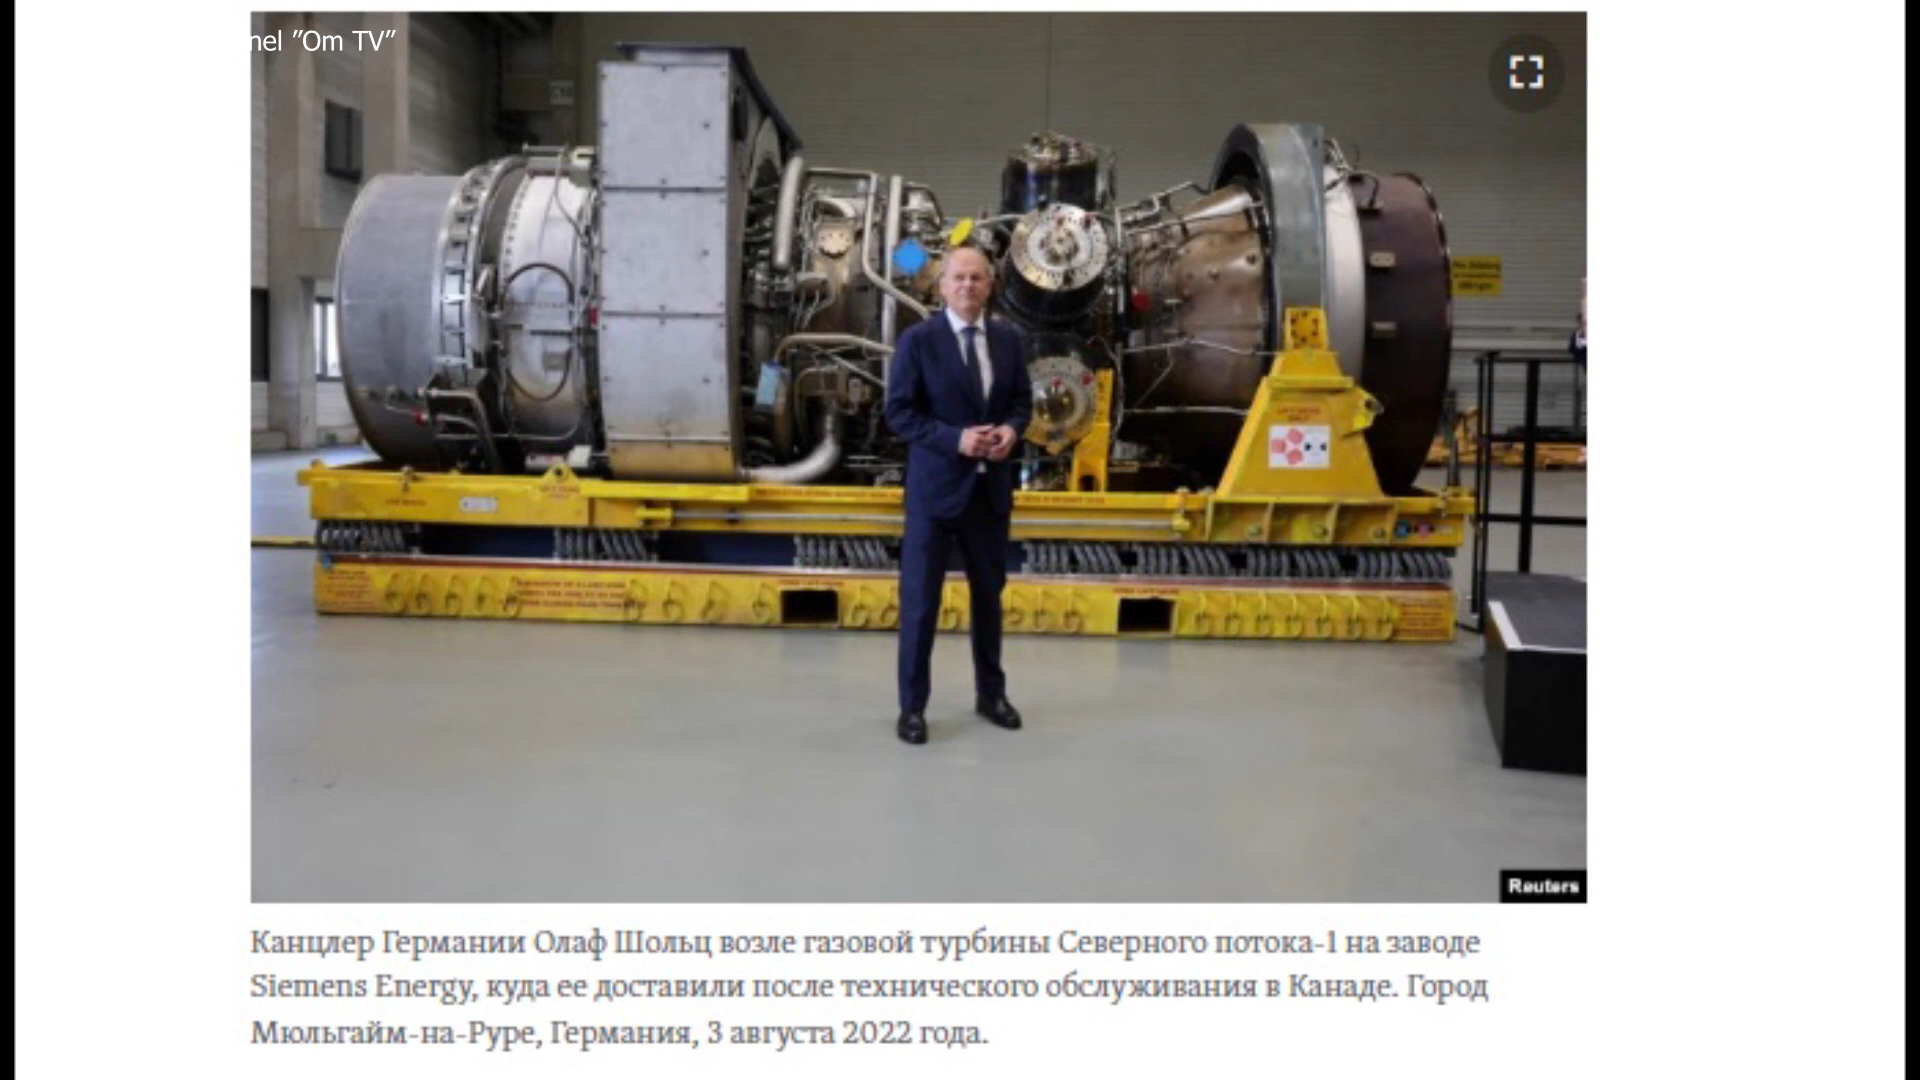 nel "Om TV"
Reuters
Канцлер Германии Олаф Шольц возле газовой турбины Северного потока-1 на заводе
Siemens Energy, куда ее доставили после технического обслуживания в Канаде. Город
Мюльгайм-на-Руре, Германия, 3 августа 2022 года.